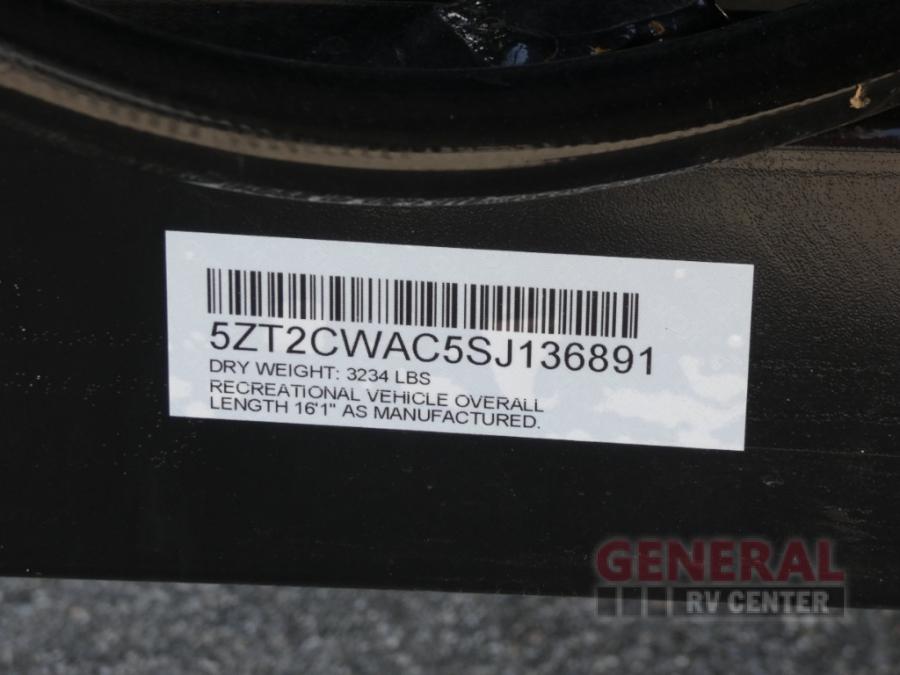 5ZT2CWAC5SJ136891
DRY WEIGHT: 3234 LBS
RECREATIONAL VEHICLE OVERALL
LENGTH 16'1" AS MANUFACTURED.
GENERAL
RV CENTER